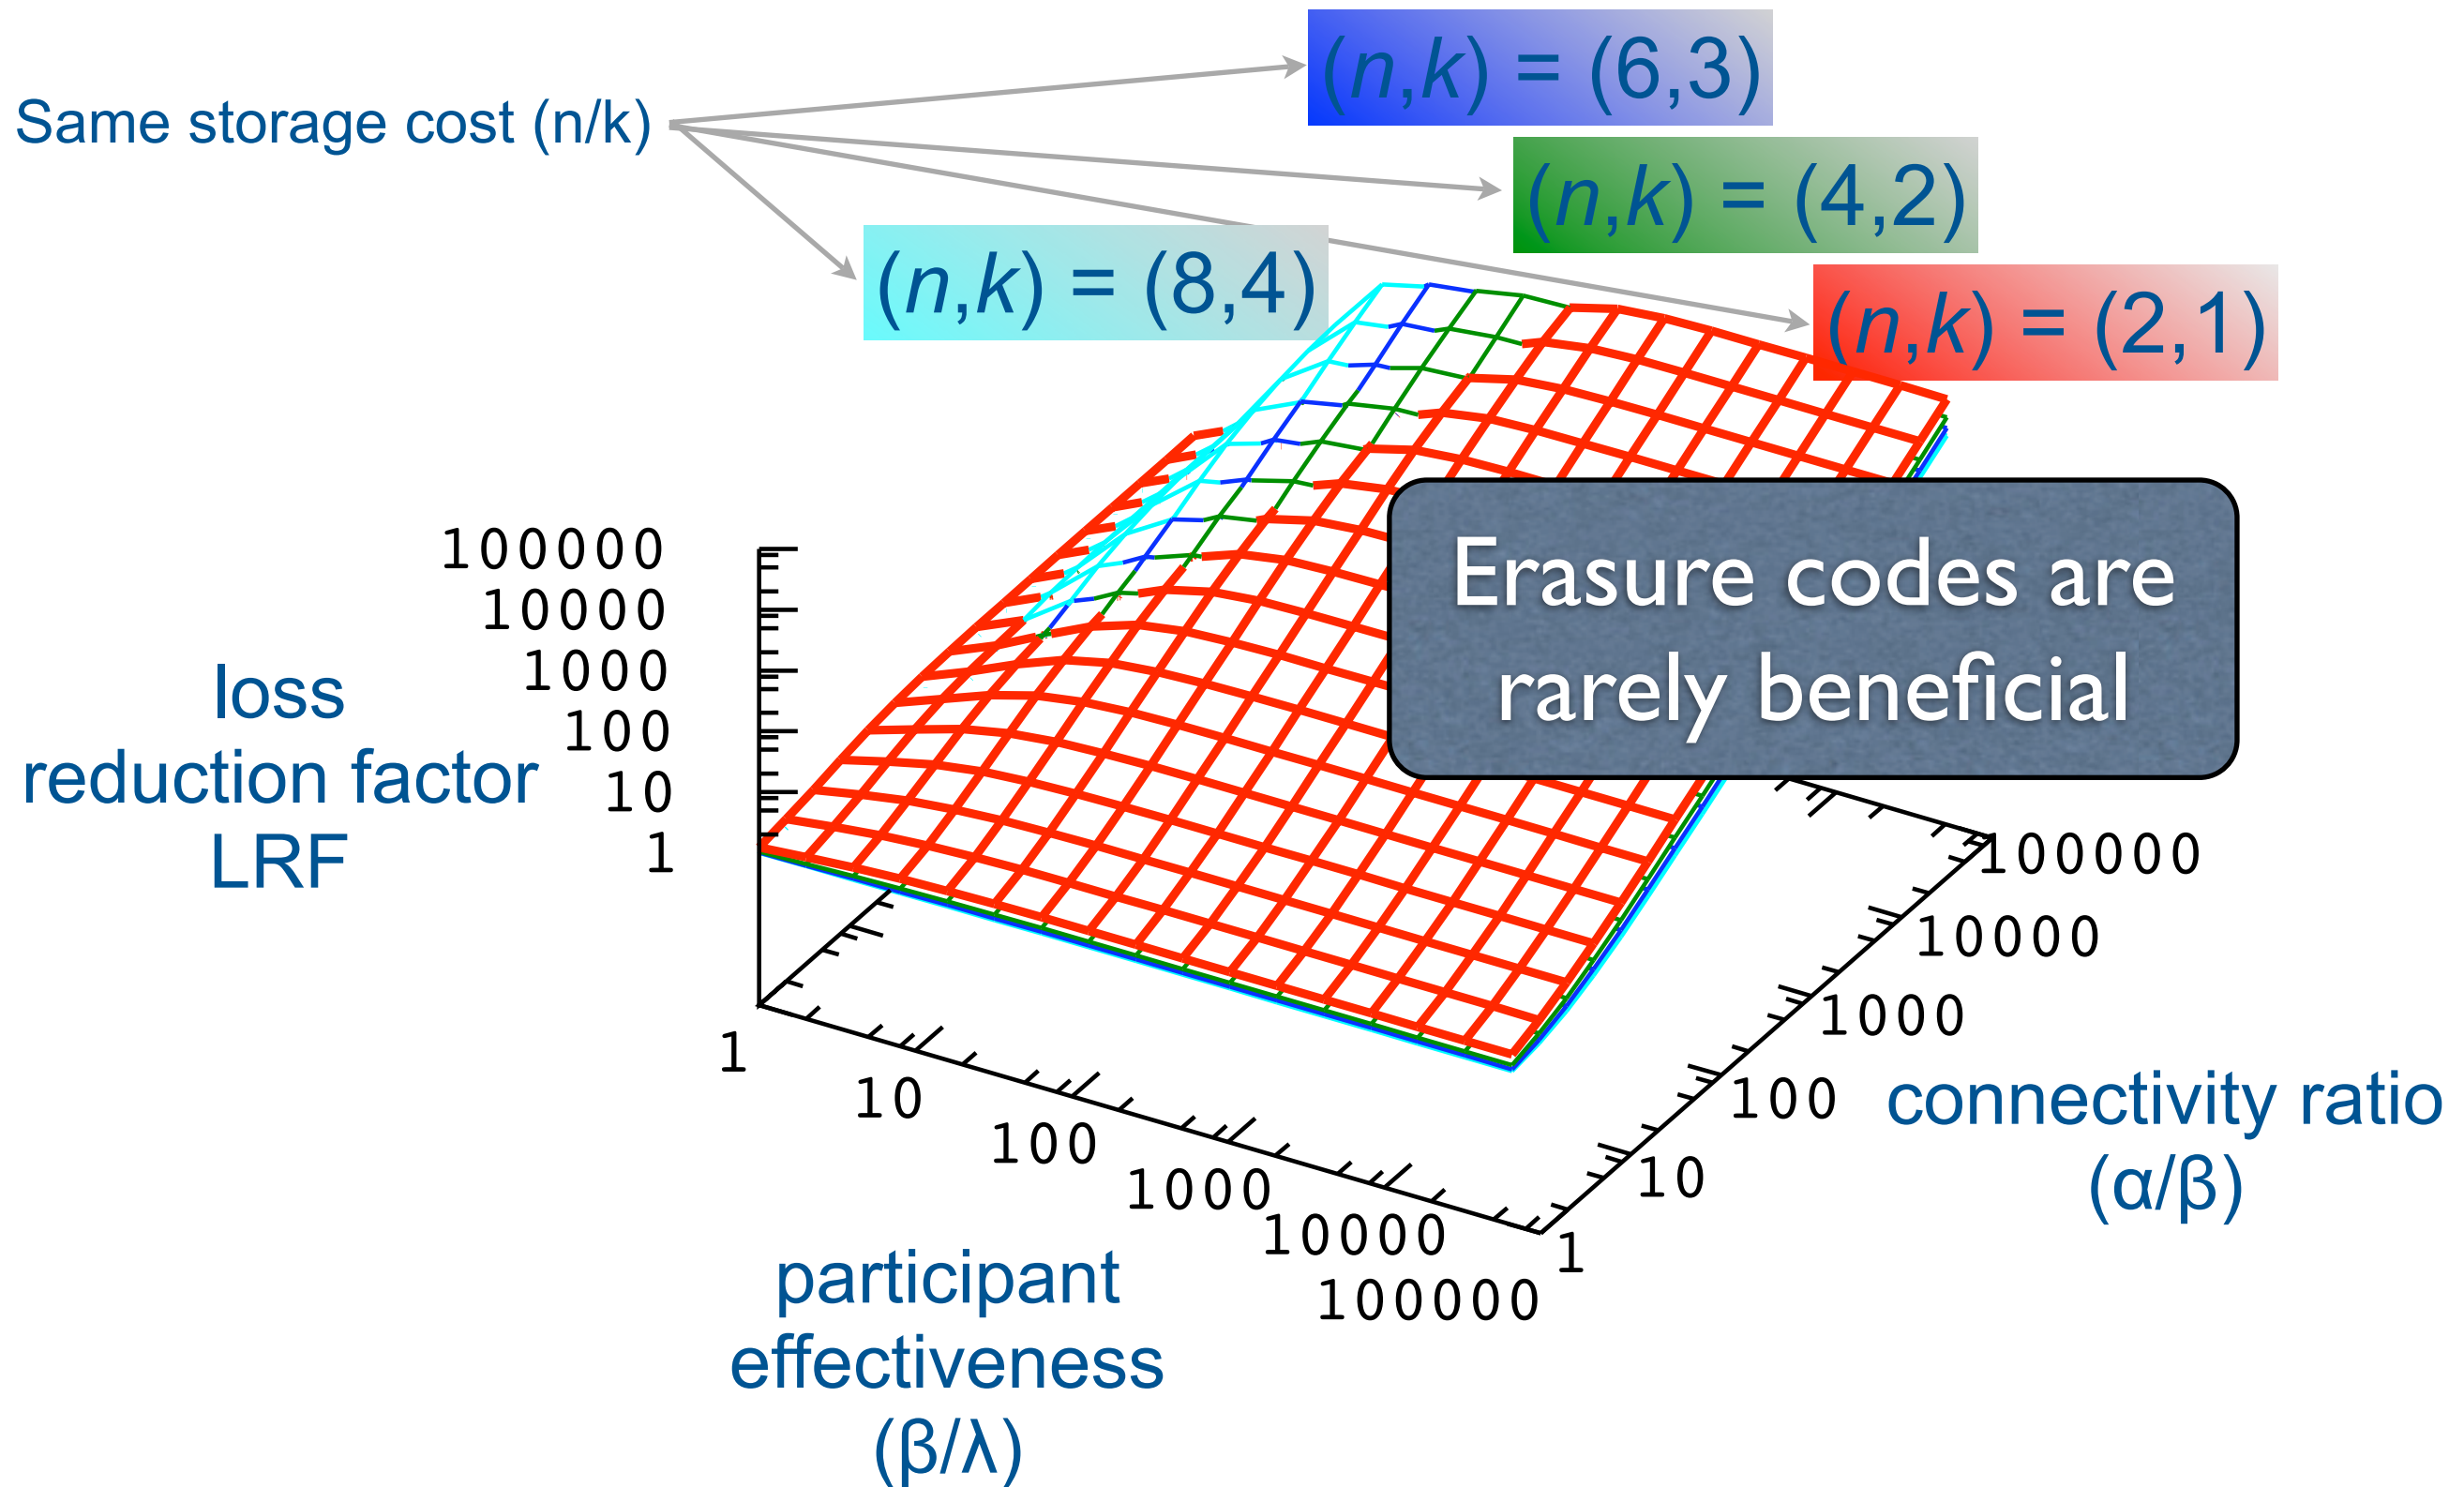 Same storage cost (n/k)
(n,k) = (6,3)
(n,k) = (4,2)
(n,k) = (8,4)
(n,k) = (2,1)
Erasure codes are
rarely beneficial
loss
reduction factor
LRF
100000
10000
1000
100
10
1
1
10
100
1000
10000
100000
participant
effectiveness
(β/λ)
100000
10000
1000
100
10
1
connectivity ratio
(α/β)